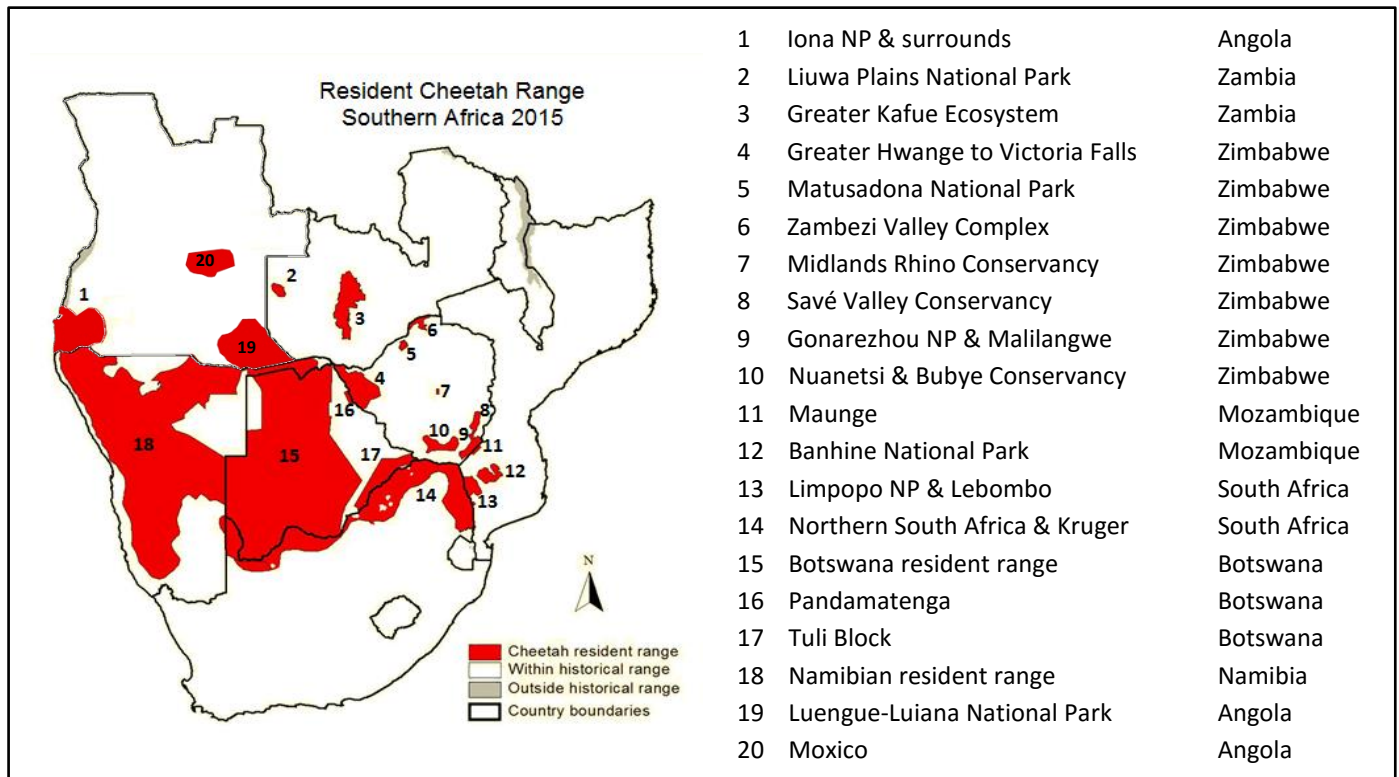 Resident Cheetah Range
Southern Africa 2015
20
1
2
3
19
6
5
4
7
16
8
9
10
11
18
15
17
12
14
13
N
Cheetah resident range
Within historical range
Outside historical range
Country boundaries
1 Iona NP & surrounds Angola
2 Liuwa Plains National Park Zambia
3 Greater Kafue Ecosystem Zambia
4 Greater Hwange to Victoria Falls Zimbabwe
5 Matusadona National Park Zimbabwe
6 Zambezi Valley Complex Zimbabwe
7 Midlands Rhino Conservancy Zimbabwe
8 Savé Valley Conservancy Zimbabwe
9 Gonarezhou NP & Malilangwe Zimbabwe
10 Nuanetsi & Bubye Conservancy Zimbabwe
11 Maunge Mozambique
12 Banhine National Park Mozambique
13 Limpopo NP & Lebombo South Africa
14 Northern South Africa & Kruger South Africa
15 Botswana resident range Botswana
16 Pandamatenga Botswana
17 Tuli Block Botswana
18 Namibian resident range Namibia
19 Luengue-Luiana National Park Angola
20 Moxico Angola